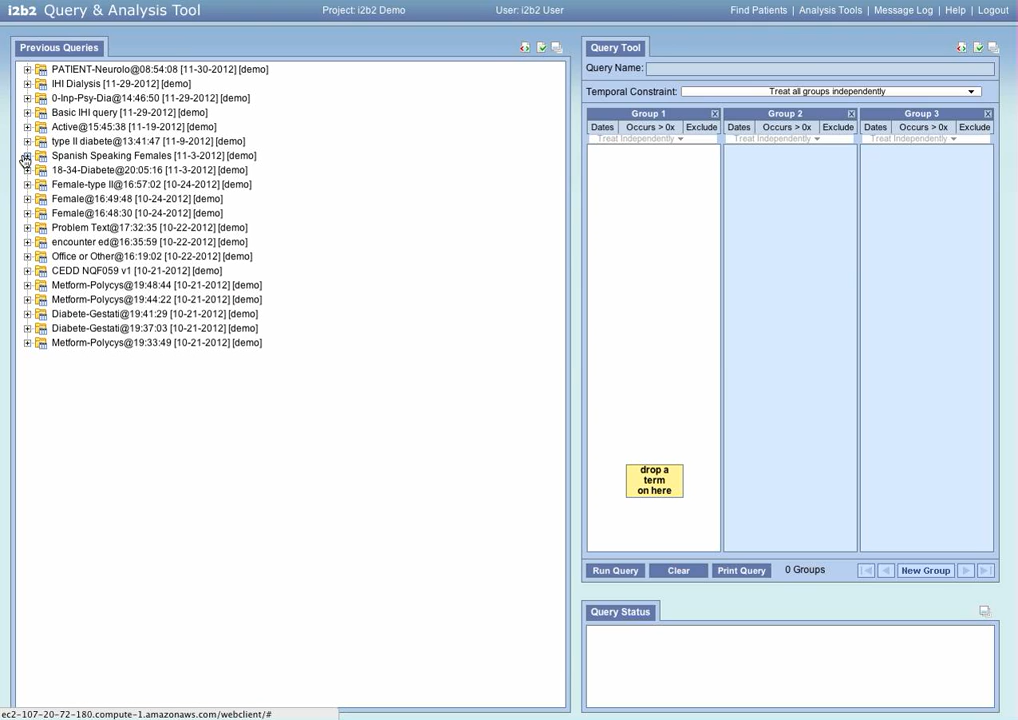 i2b2 Query & Analysis Tool
Project: i2b2 Demo
User: i2b2 User
Find Patients | Analysis Tools | Message Log | Help | Logout
Previous Queries
PATIENT-Neurolo@08:54:08 [11-30-2012] [demo]
IHI Dialysis [11-29-2012] [demo]
0-Inp-Psy-Dia@14:46:50 [11-29-2012] [demo]
Basic IHI query [11-29-2012] [demo]
Active@15:45:38 [11-19-2012] [demo]
type II diabete@13:41:47 [11-9-2012] [demo]
Spanish Speaking Females [11-3-2012] [demo]
18-34-Diabete@20:05:16 [11-3-2012] [demo]
Female-type II@16:57:02 [10-24-2012] [demo]
Female@16:49:48 [10-24-2012] [demo]
Female@16:48:30 [10-24-2012] [demo]
Problem Text@17:32:35 [10-22-2012] [demo]
encounter ed@16:35:59 [10-22-2012] [demo]
Office or Other@16:19:02 [10-22-2012] [demo]
CEDD NQF059 v1 [10-21-2012] [demo]
Metform-Polycys@19:48:44 [10-21-2012] [demo]
Metform-Polycys@19:44:22 [10-21-2012] [demo]
Diabete-Gestati@19:41:29 [10-21-2012] [demo]
Diabete-Gestati@19:37:03 [10-21-2012] [demo]
Metform-Polycys@19:33:49 [10-21-2012] [demo]
Query Tool
Query Name:
Temporal Constraint: Treat all groups independently
Group 1 X Group 2 X Group 3 X
Dates Occurs > 0x Exclude Dates Occurs > 0x Exclude Dates Occurs > 0x Exclude
Treat Independently Treat Independently Treat Independently
drop a
term
on here
Run Query Clear Print Query 0 Groups New Group
Query Status
ec2-107-20-72-180.compute-1.amazonaws.com/webclient/#